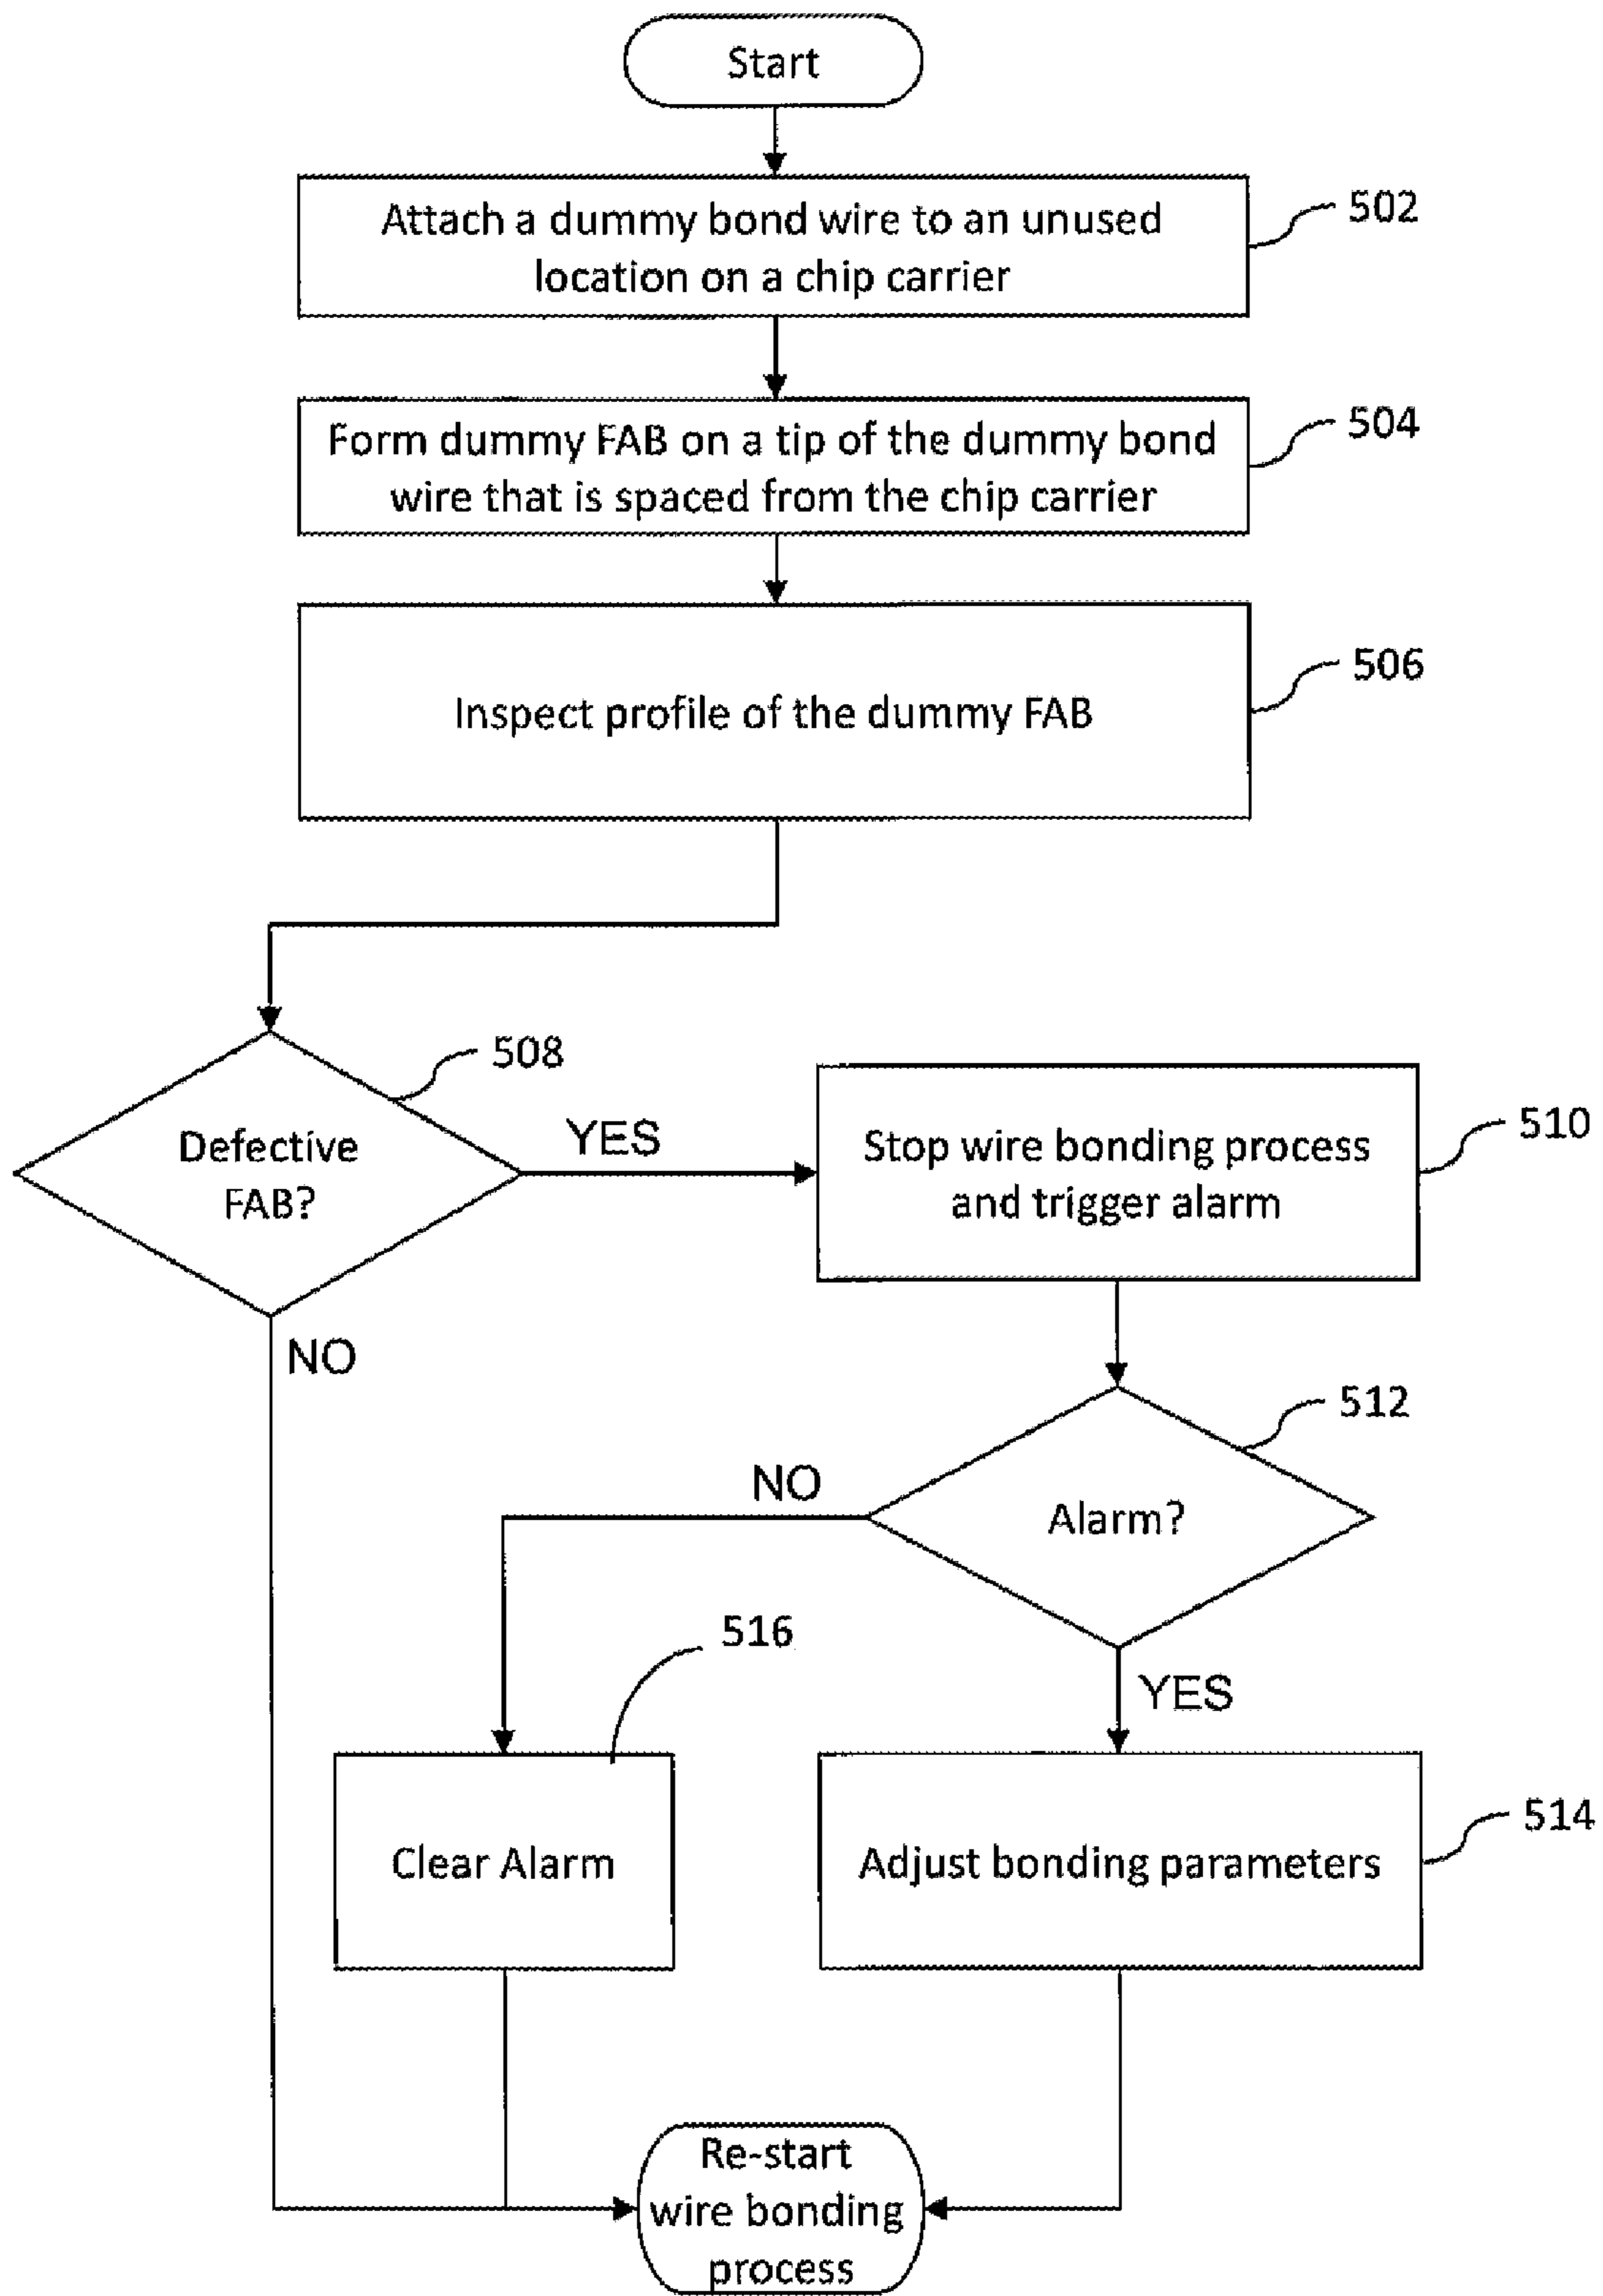 Start
Attach a dummy bond wire to an unused
location on a chip carrier
502
Form dummy FAB on a tip of the dummy bond
wire that is spaced from the chip carrier
504
Inspect profile of the dummy FAB
506
Defective
FAB?
508
YES
NO
Stop wire bonding process
and trigger alarm
510
Alarm?
512
NO
YES
516
Clear Alarm
Adjust bonding parameters
514
Re-start
wire bonding
process